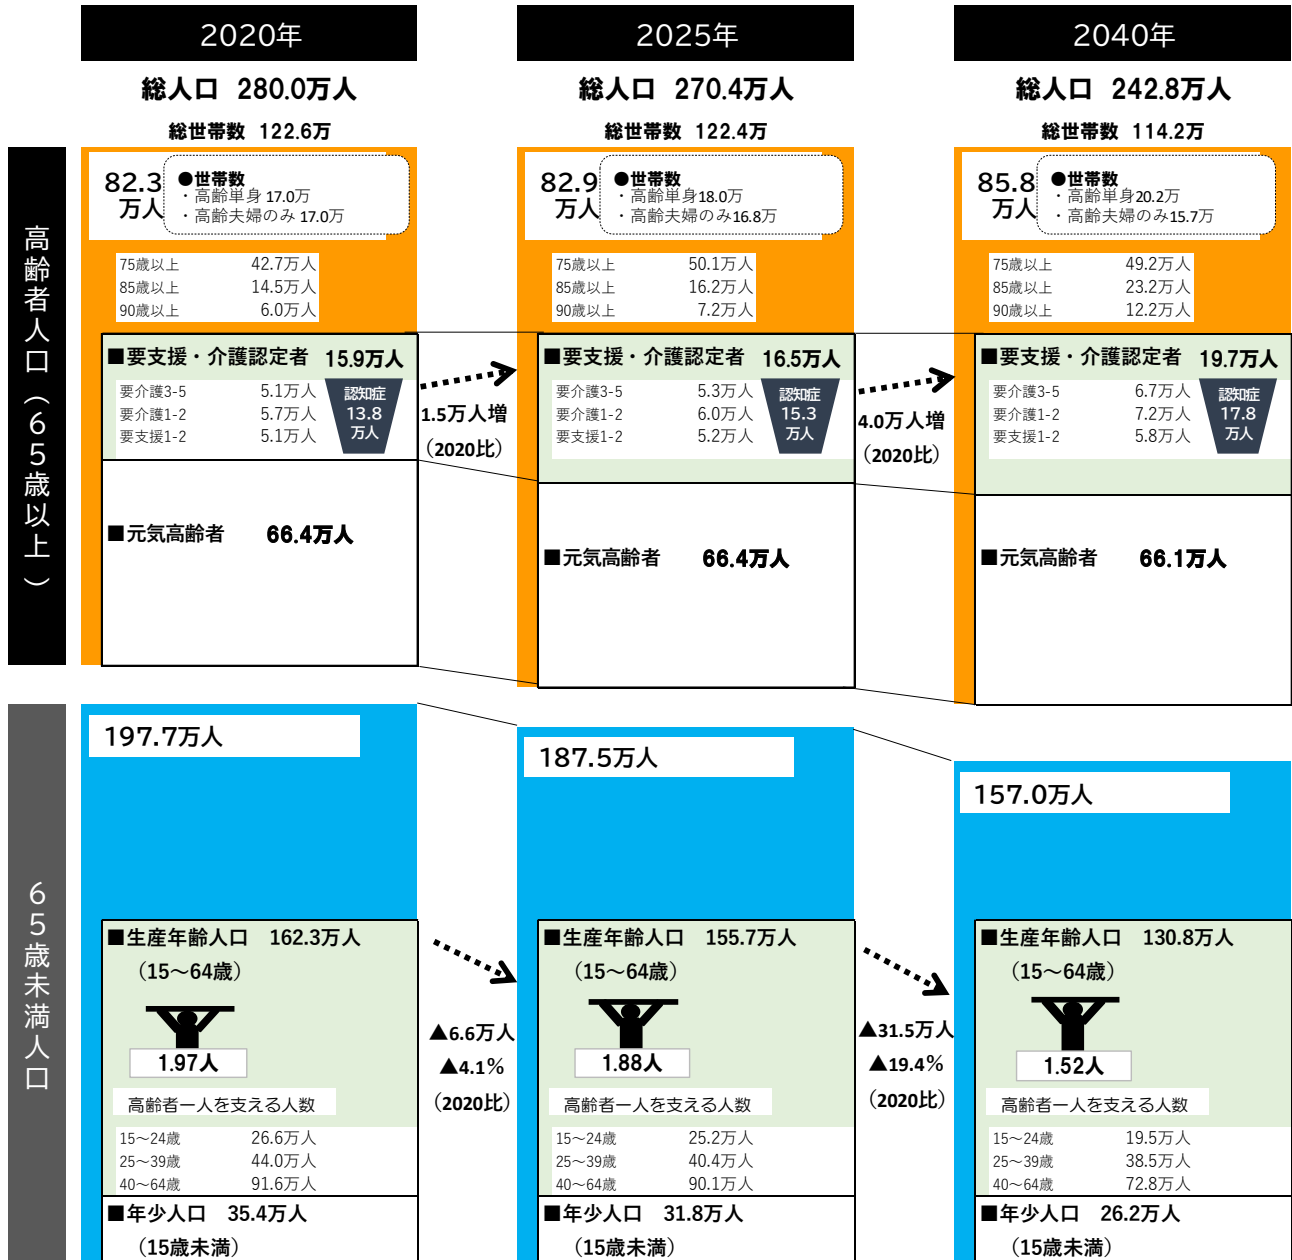 2020年
2025年
2040年
総人口 280.0万人
総人口 270.4万人
総人口 242.8万人
総世帯数 122.6万
総世帯数 122.4万
総世帯数 114.2万
高齢者人口（65歳以上）
82.3万人
●世帯数
・高齢単身 17.0万
・高齢夫婦のみ 17.0万
75歳以上 42.7万人
85歳以上 14.5万人
90歳以上 6.0万人
■要支援・介護認定者 15.9万人
要介護3-5 5.1万人
要介護1-2 5.7万人
要支援1-2 5.1万人
認知症
13.8
万人
■元気高齢者 66.4万人
1.5万人増
（2020比）
82.9万人
●世帯数
・高齢単身18.0万
・高齢夫婦のみ16.8万
75歳以上 50.1万人
85歳以上 16.2万人
90歳以上 7.2万人
■要支援・介護認定者 16.5万人
要介護3-5 5.3万人
要介護1-2 6.0万人
要支援1-2 5.2万人
認知症
15.3
万人
■元気高齢者 66.4万人
4.0万人増
（2020比）
85.8万人
●世帯数
・高齢単身20.2万
・高齢夫婦のみ15.7万
75歳以上 49.2万人
85歳以上 23.2万人
90歳以上 12.2万人
■要支援・介護認定者 19.7万人
要介護3-5 6.7万人
要介護1-2 7.2万人
要支援1-2 5.8万人
認知症
17.8
万人
■元気高齢者 66.1万人
65歳未満人口
197.7万人
■生産年齢人口 162.3万人
（15～64歳）
1.97人
高齢者一人を支える人数
15～24歳 26.6万人
25～39歳 44.0万人
40～64歳 91.6万人
■年少人口 35.4万人
（15歳未満）
▲6.6万人
▲4.1％
（2020比）
187.5万人
■生産年齢人口 155.7万人
（15～64歳）
1.88人
高齢者一人を支える人数
15～24歳 25.2万人
25～39歳 40.4万人
40～64歳 90.1万人
■年少人口 31.8万人
（15歳未満）
▲31.5万人
▲19.4％
（2020比）
157.0万人
■生産年齢人口 130.8万人
（15～64歳）
1.52人
高齢者一人を支える人数
15～24歳 19.5万人
25～39歳 38.5万人
40～64歳 72.8万人
■年少人口 26.2万人
（15歳未満）